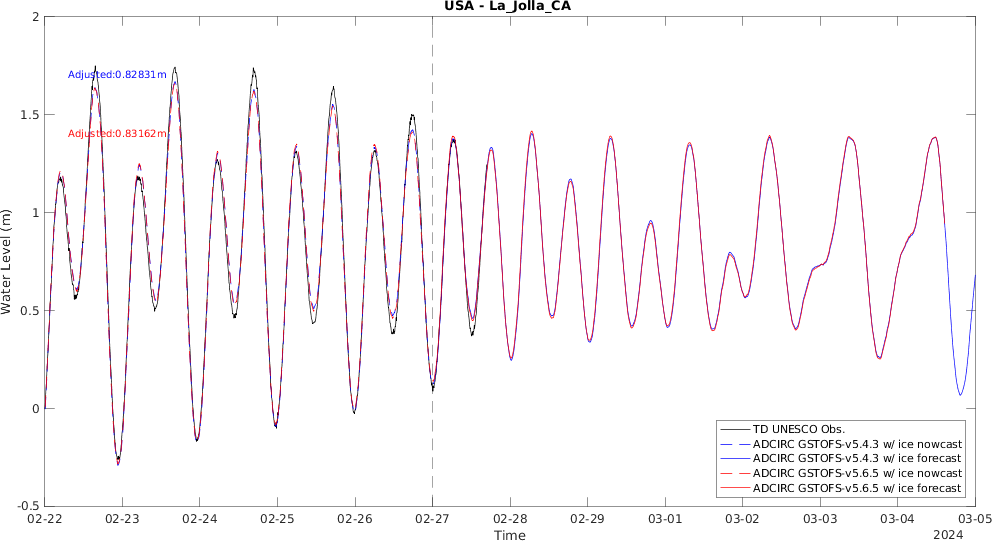 USA - La_Jolla_CA
Water Level (m)
2
1.5
1
0.5
0
-0.5
Adjusted:0.82831m
Adjusted:0.83162m
TD UNESCO Obs.
ADCIRC GSTOFS-v5.4.3 w/ ice nowcast
ADCIRC GSTOFS-v5.4.3 w/ ice forecast
ADCIRC GSTOFS-v5.6.5 w/ ice nowcast
ADCIRC GSTOFS-v5.6.5 w/ ice forecast
02-22 02-23 02-24 02-25 02-26 02-27 02-28 02-29 03-01 03-02 03-03 03-04 03-05
Time
2024